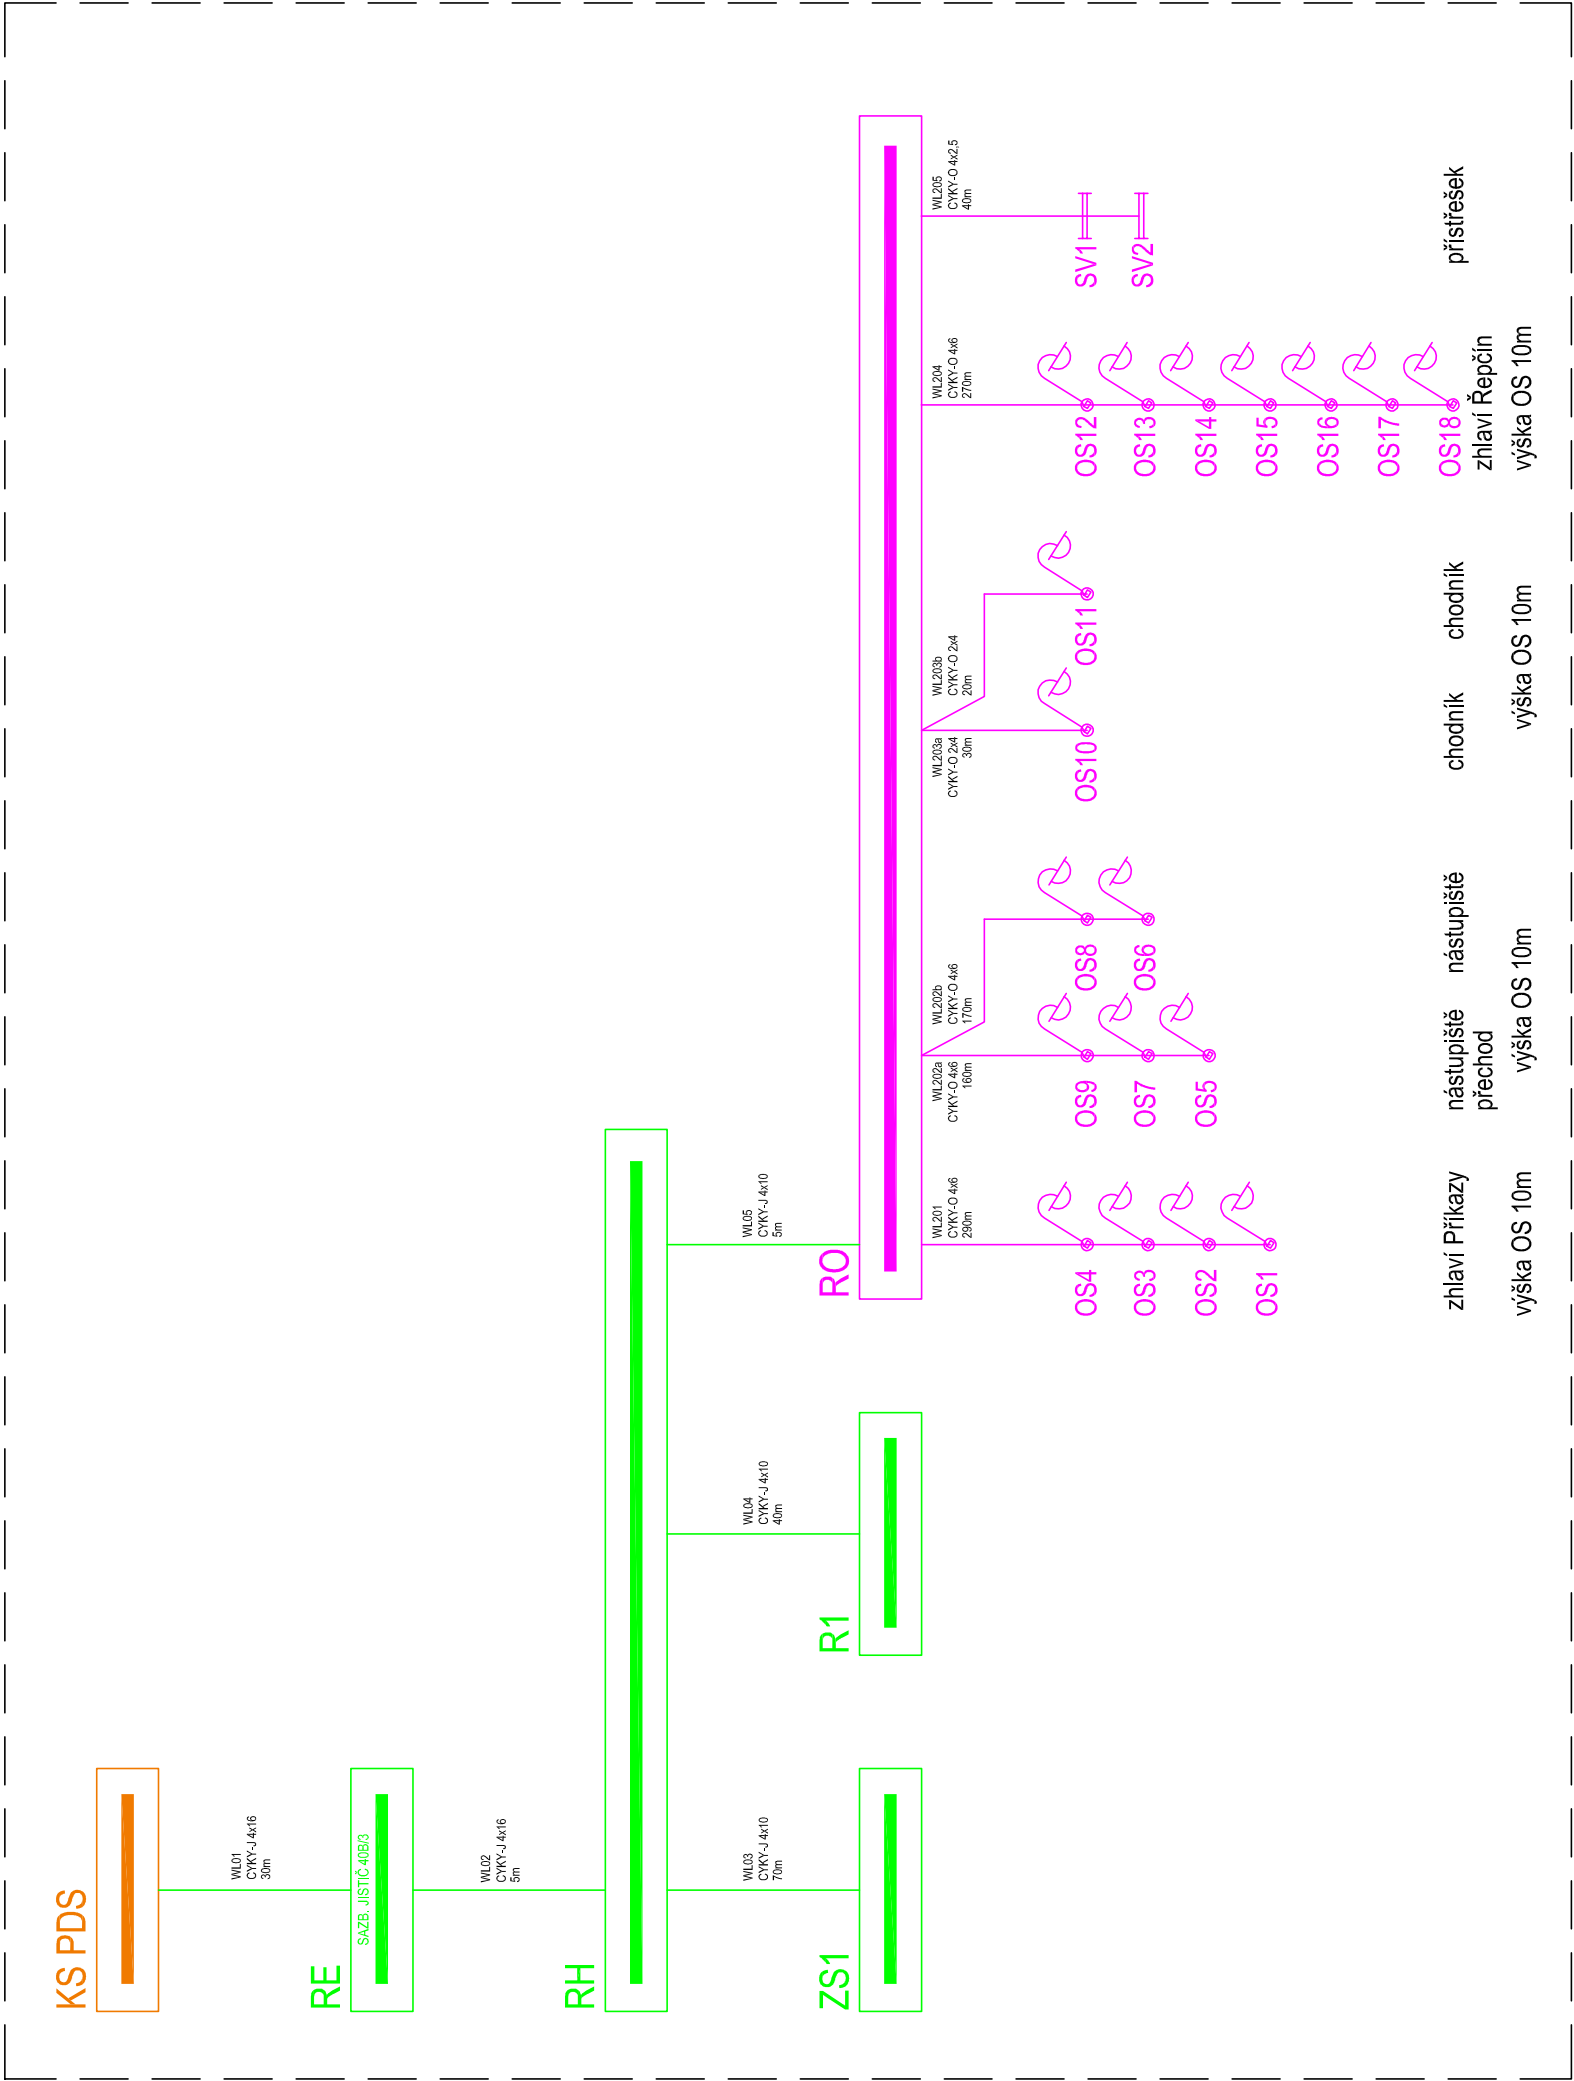 KS PDS
WL01
CYKY-J 4x16
30m
RE
SAZB. JISTIČ 40B/3
WL02
CYKY-J 4x16
5m
RH
WL03
CYKY-J 4x10
70m
WL04
CYKY-J 4x10
40m
WL05
CYKY-J 4x10
5m
ZS1
R1
RO
WL201
CYKY-O 4x6
290m
WL202a
CYKY-O 4x6
160m
WL202b
CYKY-O 4x6
170m
WL203a
CYKY-O 2x4
30m
WL203b
CYKY-O 2x4
20m
WL204
CYKY-O 4x6
270m
WL205
CYKY-O 4x2,5
40m
OS4
OS3
OS2
OS1
OS9
OS7
OS5
OS8
OS6
OS10
OS11
OS12
OS13
OS14
OS15
OS16
OS17
OS18
SV1
SV2
zhlaví Příkazy
výška OS 10m
nástupiště
přechod
nástupiště
výška OS 10m
chodník
chodník
výška OS 10m
zhlaví Řepčín
výška OS 10m
přístřešek